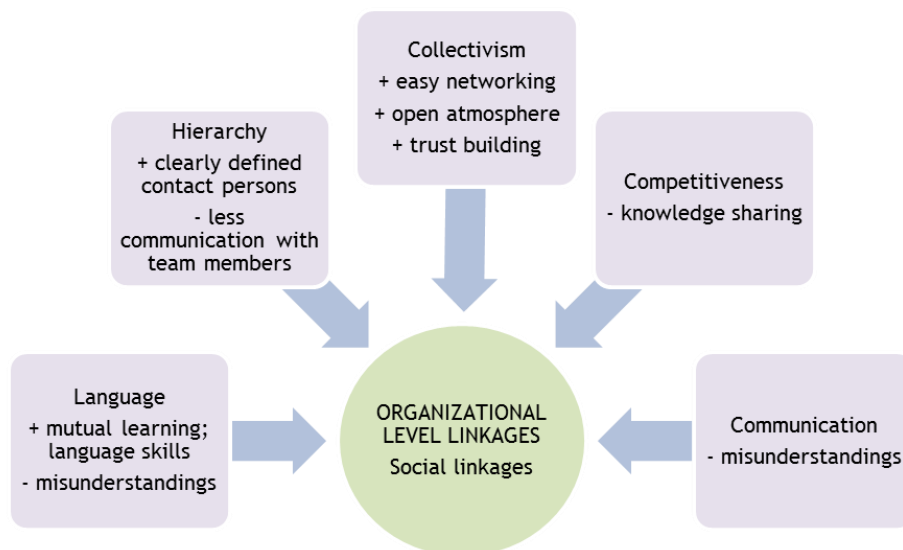 Collectivism
+ easy networking
+ open atmosphere
+ trust building
Hierarchy
+ clearly defined
contact persons
- less
communication with
team members
Competitiveness
- knowledge sharing
Language
+ mutual learning;
language skills
- misunderstandings
ORGANIZATIONAL
LEVEL LINKAGES
Social linkages
Communication
- misunderstandings